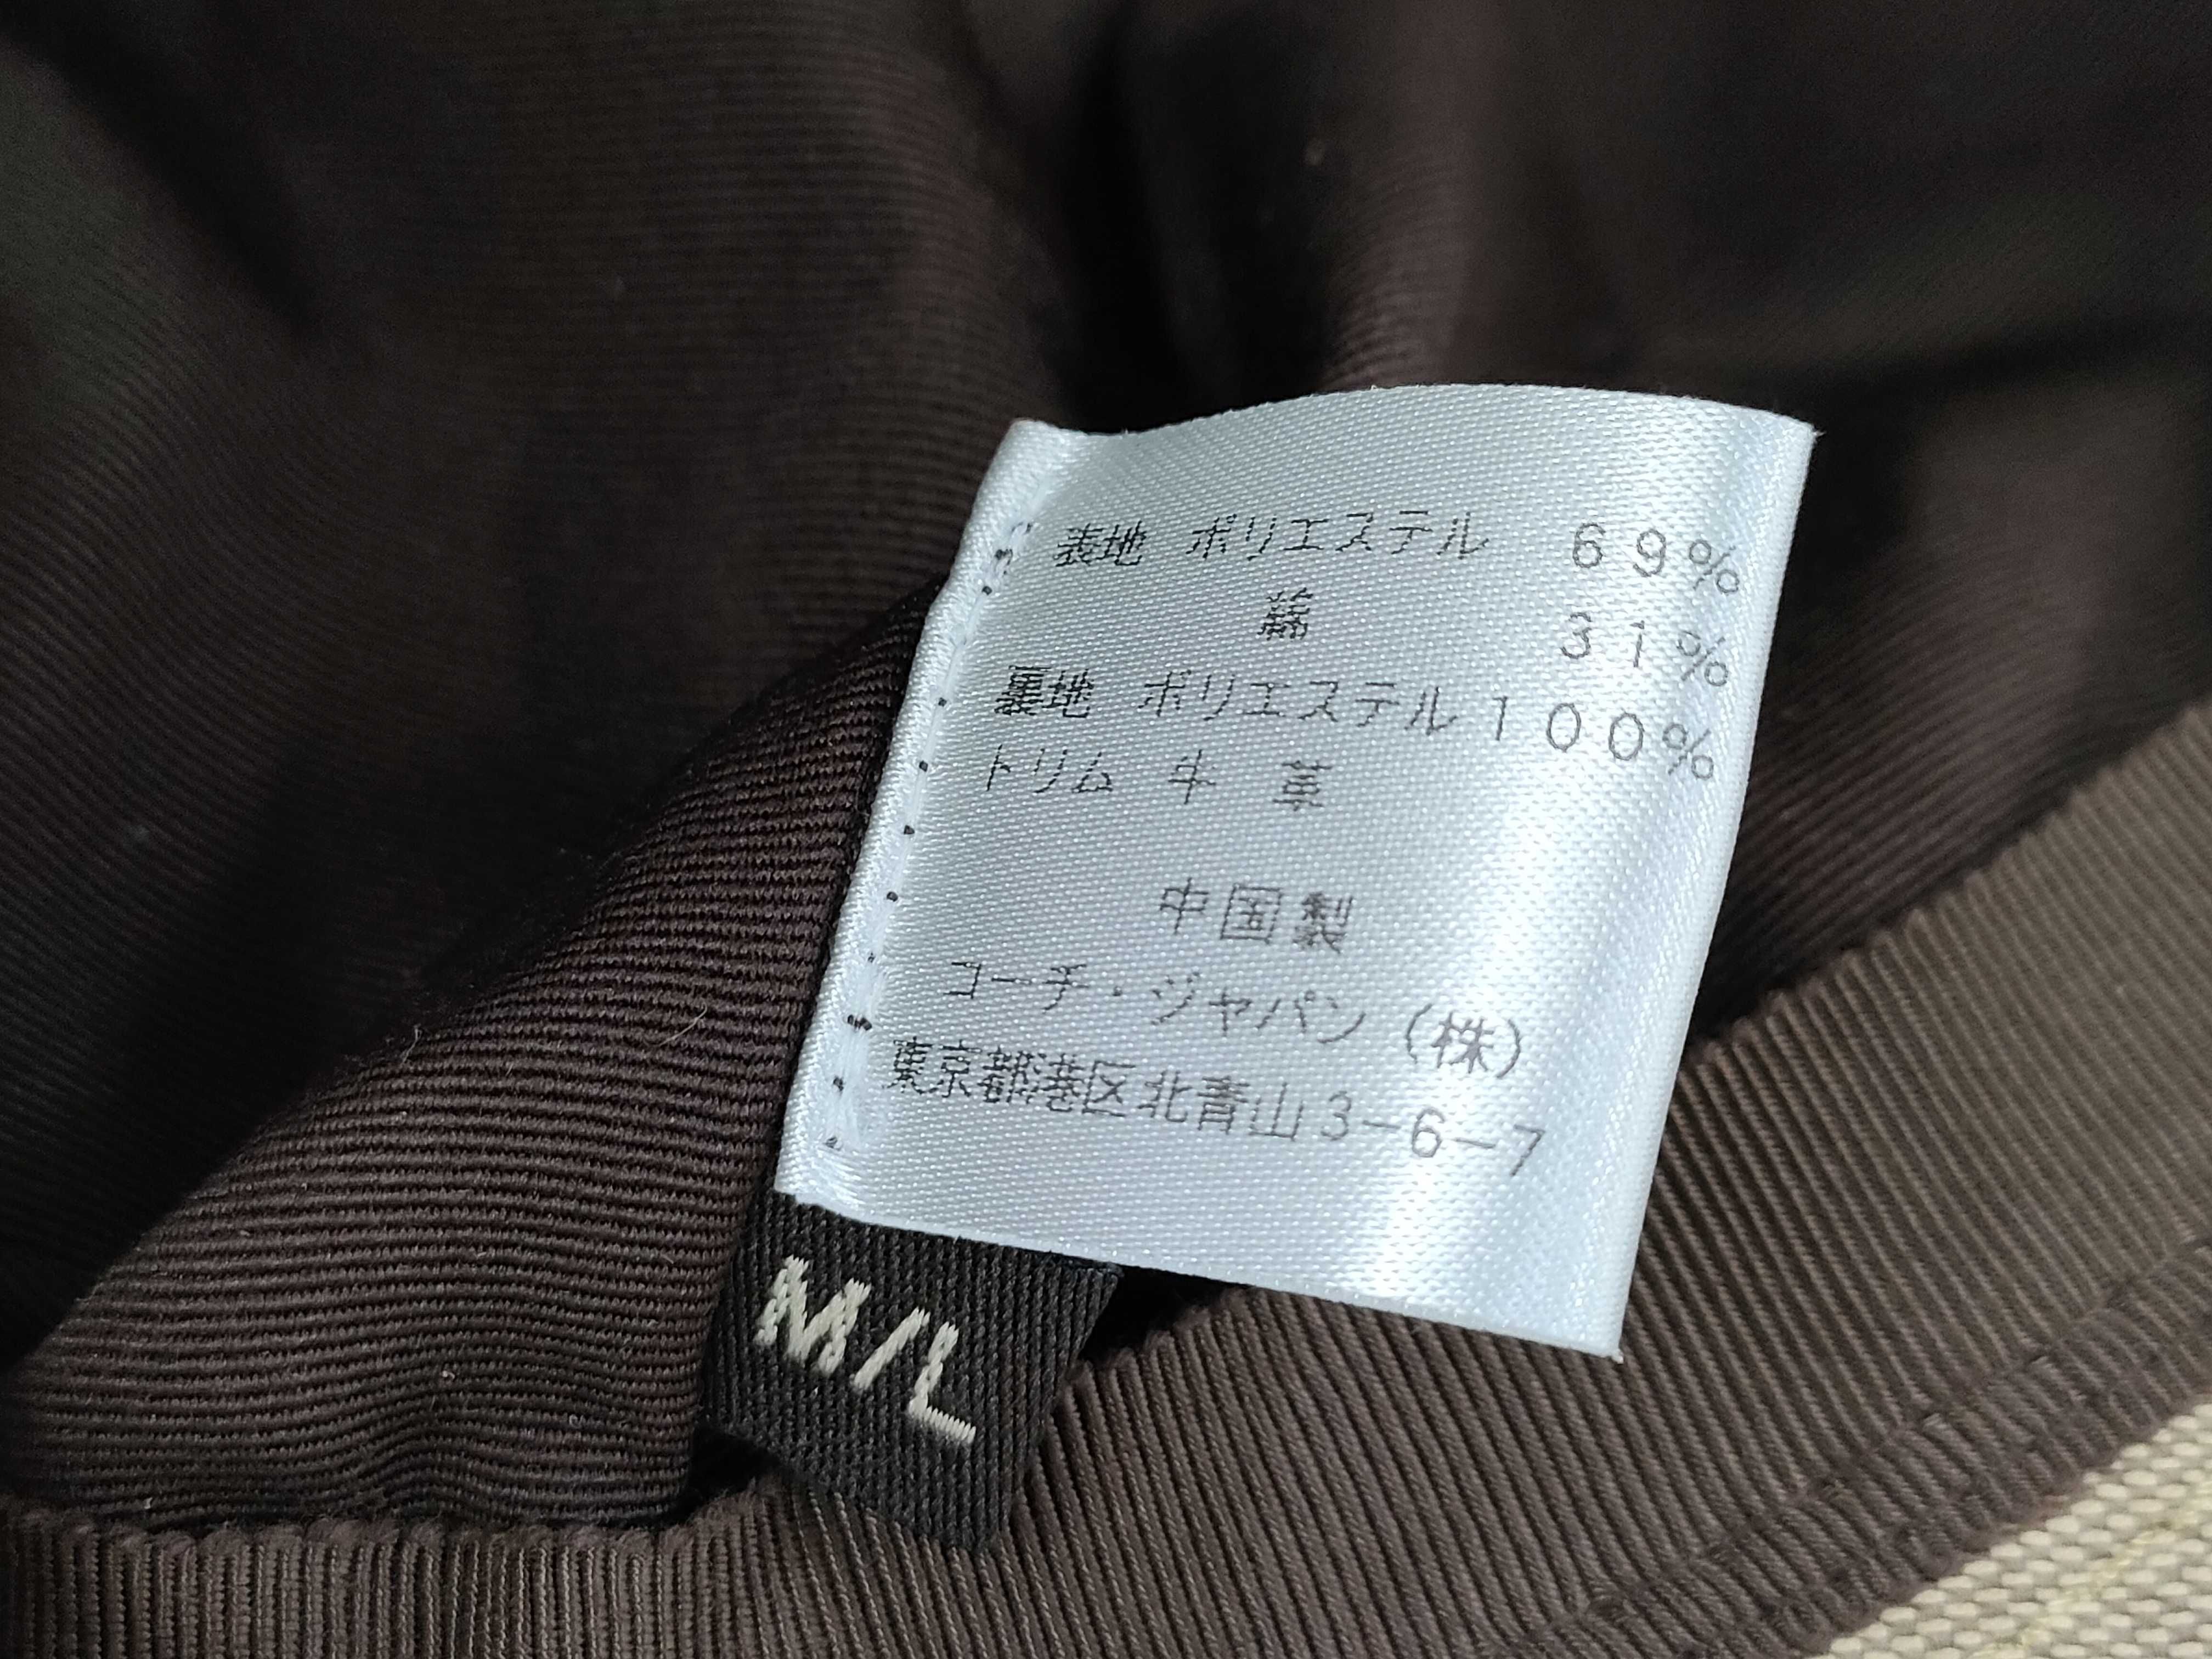 表地 ポリエステル 69%
綿 31%
裏地 ポリエステル100%
トリム 牛 革
中国製
コーチ・ジャパン(株)
東京都港区北青山3-6-7
M/L